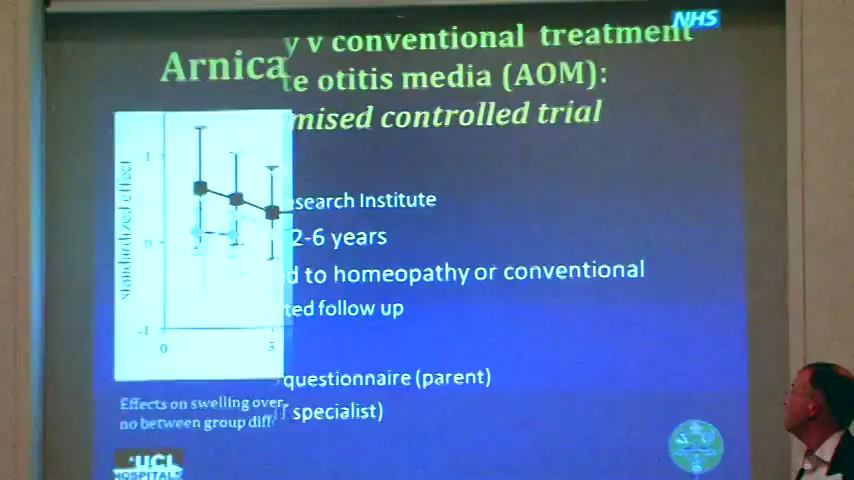 NHS
Arnica
y v conventional treatment
te otitis media (AOM):
mised controlled trial
search Institute
2-6 years
d to homeopathy or conventional
ted follow up
questionnaire (parent)
specialist)
standardized effect
1
0
-1
0
3
Effects on swelling over
no between group diff
UCL
HOSPITALS